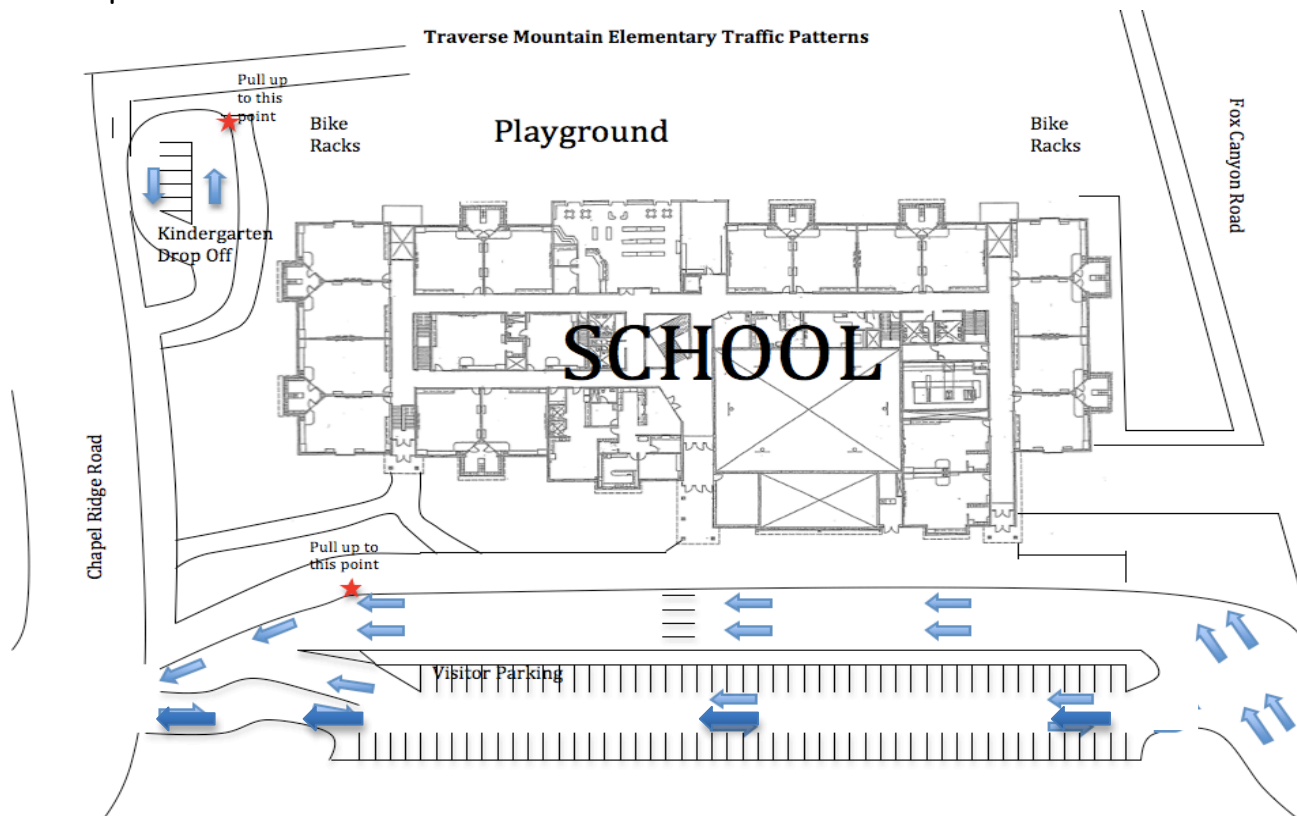 Traverse Mountain Elementary Traffic Patterns
Pull up
to this
point
Bike
Racks
Playground
Bike
Racks
Fox Canyon Road
Kindergarten
Drop Off
SCHOOL
Chapel Ridge Road
Pull up to
this point
Visitor Parking